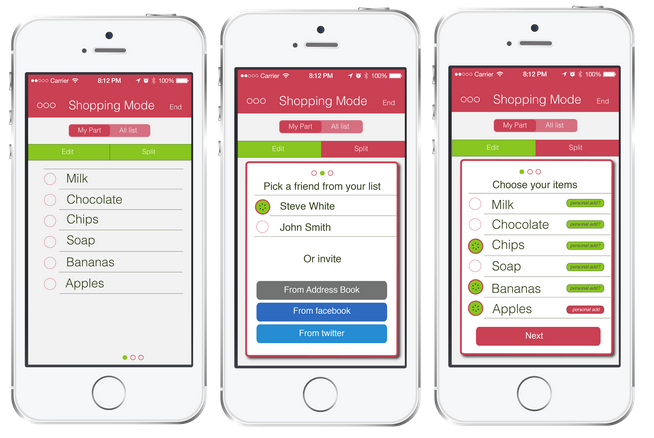 Carrier 8:12 PM 100%
Shopping Mode End
My Part All list
Edit Split
Milk
Chocolate
Chips
Soap
Bananas
Apples
Carrier 8:12 PM 100%
Shopping Mode End
My Part All list
Edit Split
Pick a friend from your list
Steve White
John Smith
Or invite
From Address Book
From facebook
From twitter
Carrier 8:12 PM 100%
Shopping Mode End
My Part All list
Edit Split
Choose your items
Milk personal add?
Chocolate personal add?
Chips personal add?
Soap personal add?
Bananas personal add?
Apples personal add
Next